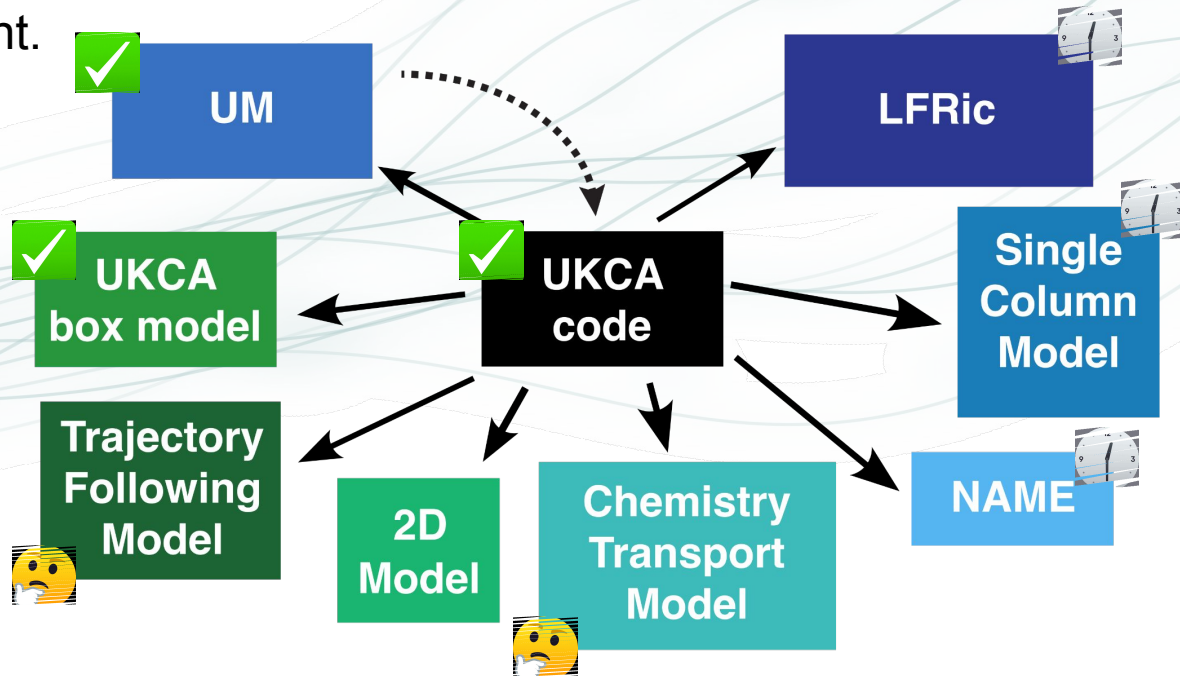 nt.
UM
LFRic
UKCA
box model
UKCA
code
Single
Column
Model
Trajectory
Following
Model
2D
Model
Chemistry
Transport
Model
NAME